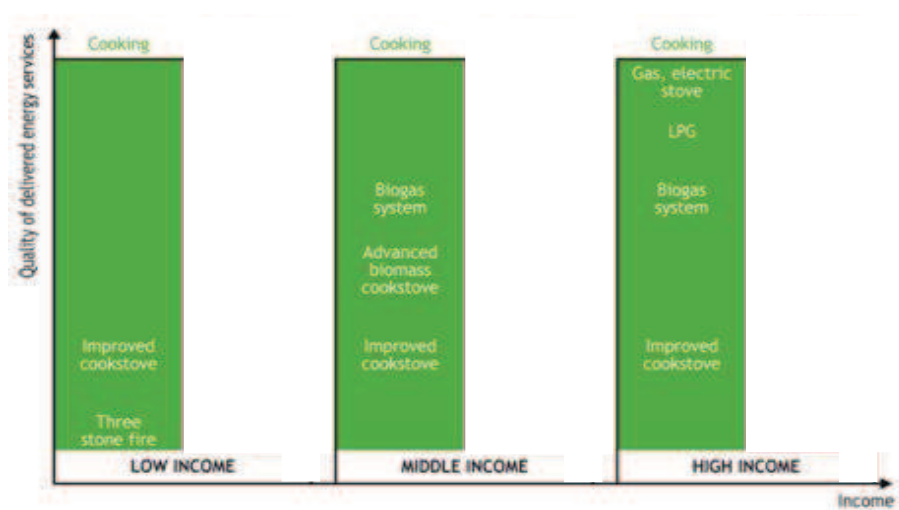 Quality of delivered energy services
Cooking
Improved
cookstove
Three
stone fire
LOW INCOME
Cooking
Biogas
system
Advanced
biomass
cookstove
Improved
cookstove
MIDDLE INCOME
Cooking
Gas, electric
stove
LPG
Biogas
system
Improved
cookstove
HIGH INCOME
Income